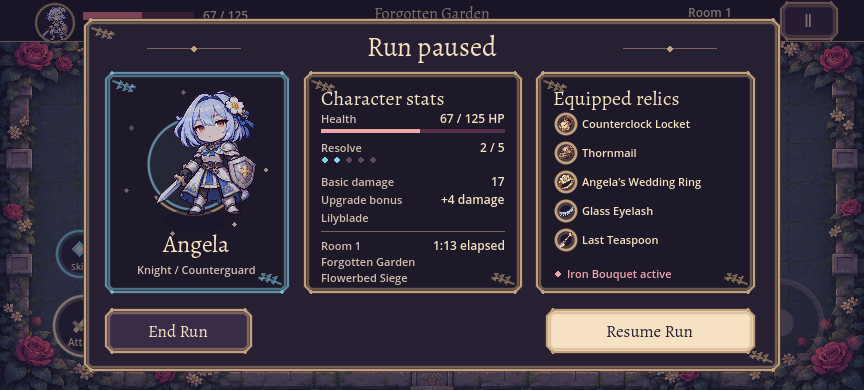 67 / 125
Forgotten Garden
Room 1
Run paused
Angela
Knight / Counterguard
Character stats
Health 67 / 125 HP
Resolve 2 / 5
Basic damage 17
Upgrade bonus +4 damage
Lilyblade
Room 1 1:13 elapsed
Forgotten Garden
Flowerbed Siege
Equipped relics
Counterclock Locket
Thornmail
Angela's Wedding Ring
Glass Eyelash
Last Teaspoon
Iron Bouquet active
End Run
Resume Run